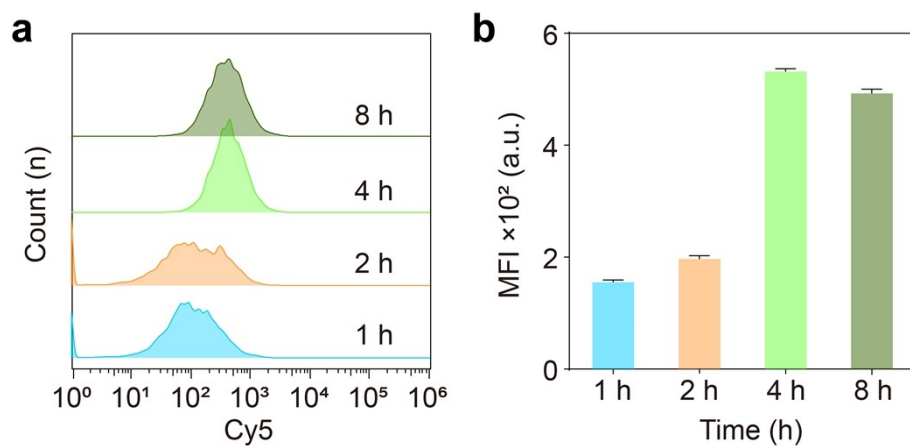 a
Count (n)
8 h
4 h
2 h
1 h
10⁰ 10¹ 10² 10³ 10⁴ 10⁵ 10⁶
Cy5
b
MFI ×10² (a.u.)
6
4
2
0
1 h 2 h 4 h 8 h
Time (h)